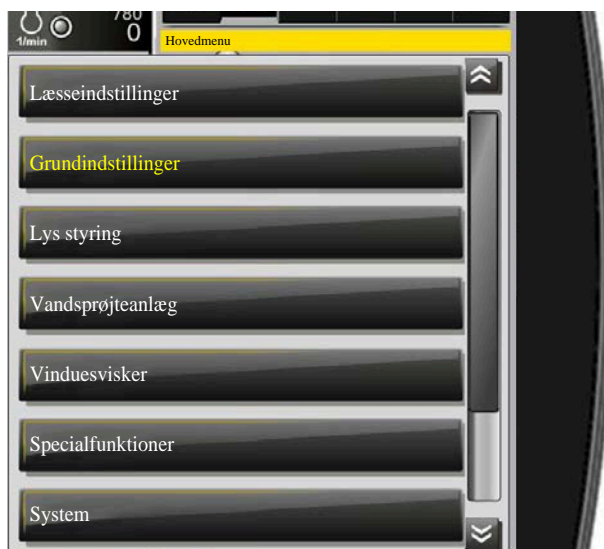 780
1/min
0
Hovedmenu
Læsseindstillinger
Grundindstillinger
Lys styring
Vandsprøjteanlæg
Vinduesvisker
Specialfunktioner
System